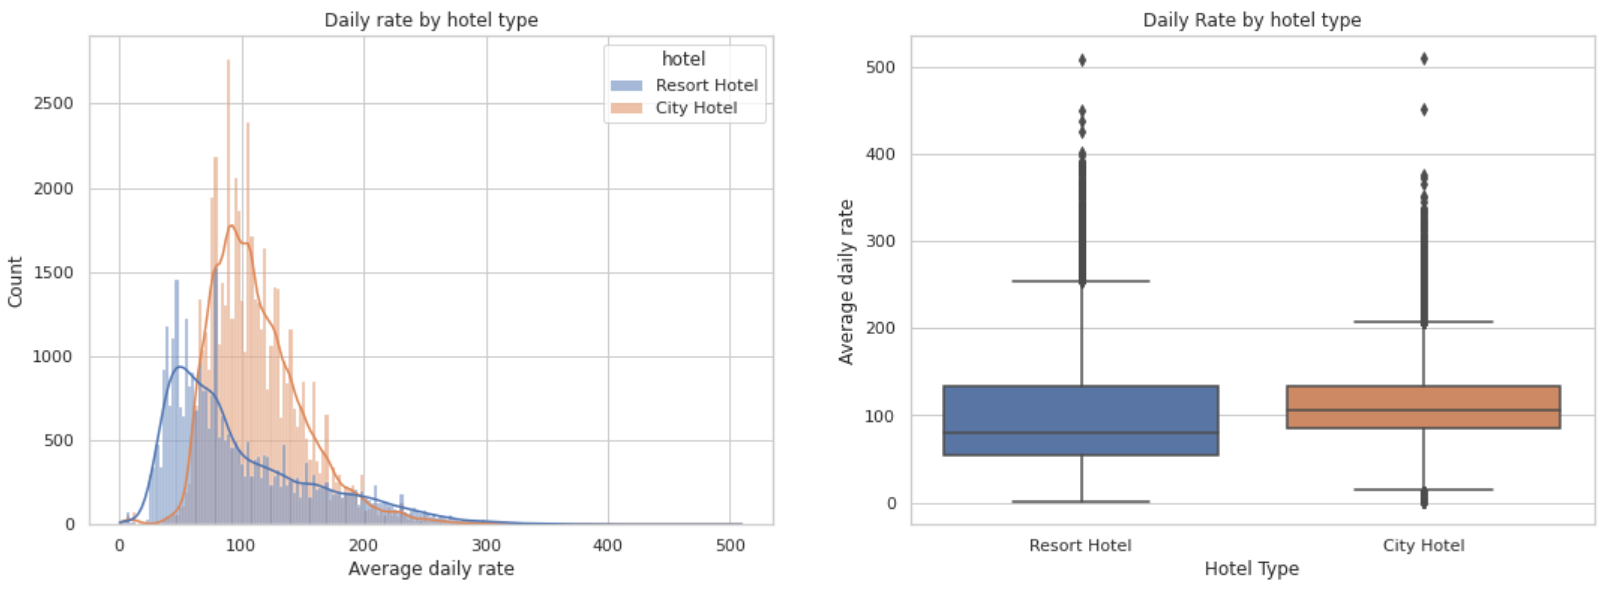 Daily rate by hotel type
hotel
Resort Hotel
City Hotel
2500
2000
1500
1000
500
0
Count
0 100 200 300 400 500
Average daily rate
Daily Rate by hotel type
500
400
300
200
100
0
Average daily rate
Resort Hotel City Hotel
Hotel Type